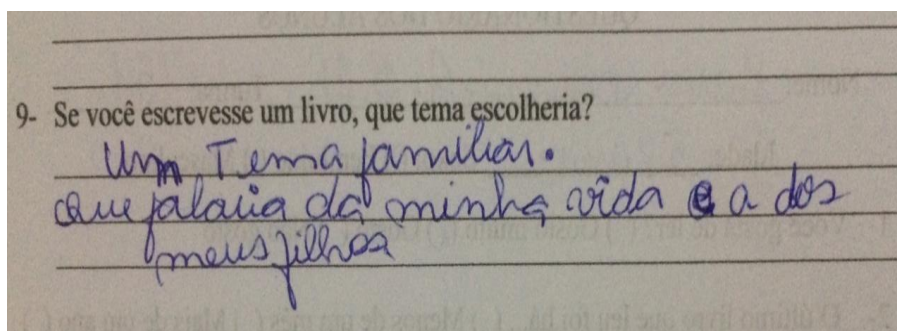 9- Se você escrevesse um livro, que tema escolheria?
Um Tema familiar.
Que falaria da minha vida e a dos
meus filhos